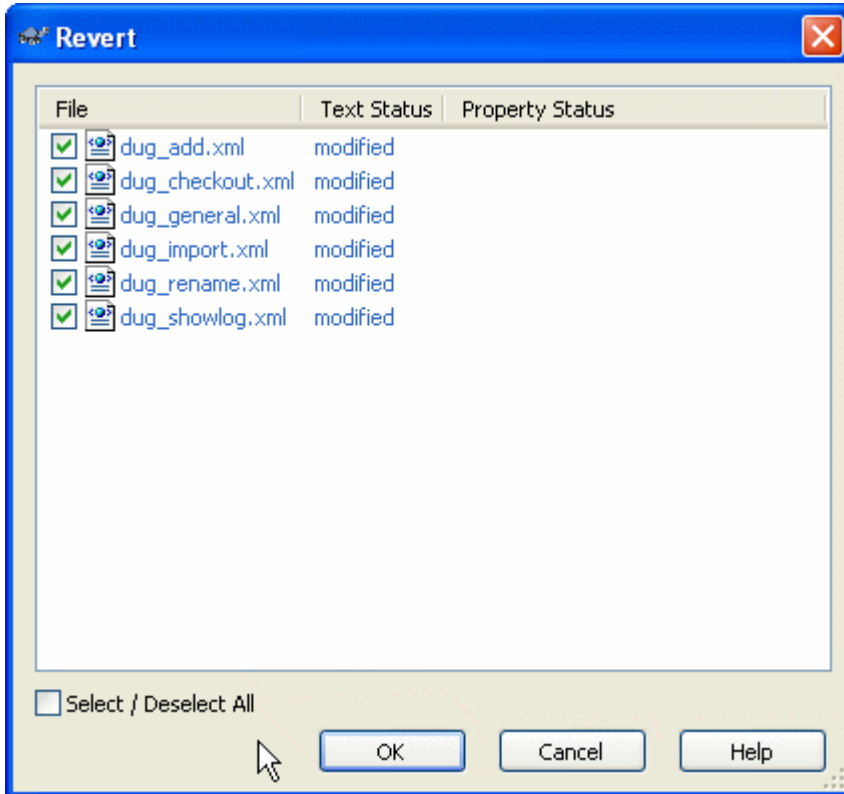 Revert
File Text Status Property Status
dug_add.xml modified
dug_checkout.xml modified
dug_general.xml modified
dug_import.xml modified
dug_rename.xml modified
dug_showlog.xml modified
Select / Deselect All
OK Cancel Help